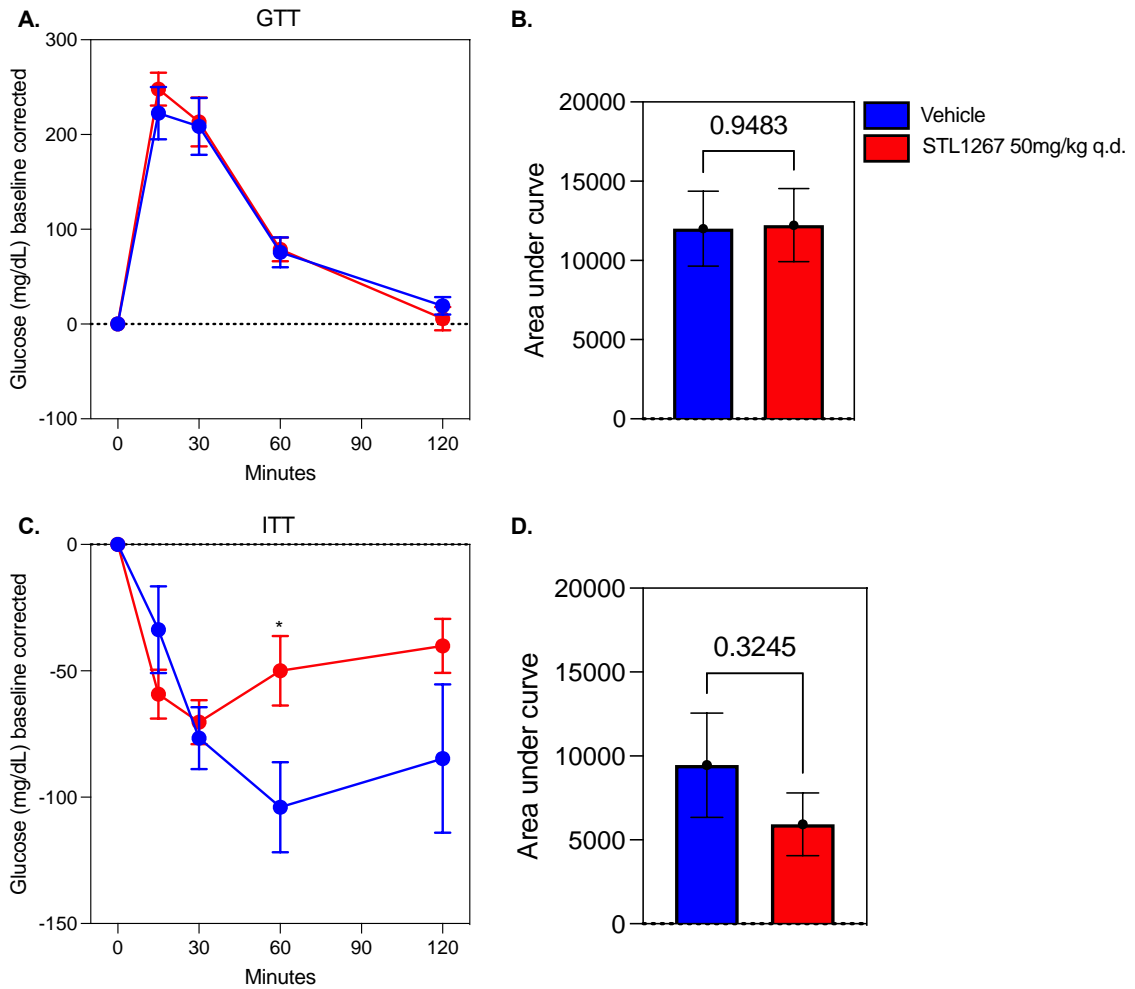 A.
GTT
Glucose (mg/dL) baseline corrected
300
200
100
0
-100
0
30
60
90
120
Minutes
B.
Area under curve
20000
15000
10000
5000
0
0.9483
Vehicle
STL1267 50mg/kg q.d.
C.
ITT
Glucose (mg/dL) baseline corrected
0
-50
-100
-150
*
0
30
60
90
120
Minutes
D.
Area under curve
20000
15000
10000
5000
0
0.3245